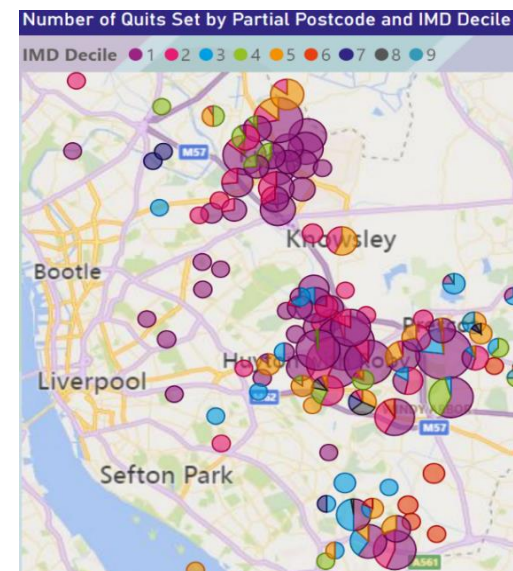 Number of Quits Set by Partial Postcode and IMD Decile
IMD Decile 1 2 3 4 5 6 7 8 9
M57
Knowsley
Bootle
Liverpool
M57
Sefton Park
A561